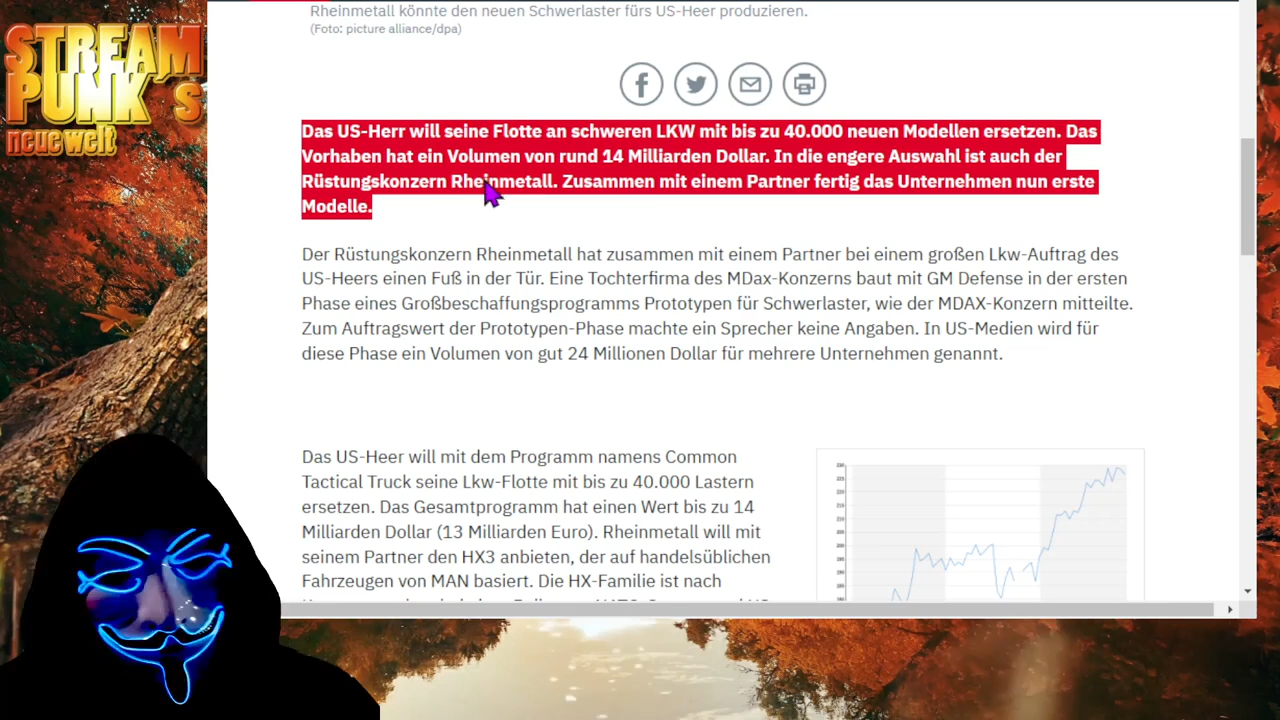 STREAM
PUNK´s
neue welt
Rheinmetall könnte den neuen Schwerlaster fürs US-Heer produzieren.
(Foto: picture alliance/dpa)
Das US-Herr will seine Flotte an schweren LKW mit bis zu 40.000 neuen Modellen ersetzen. Das
Vorhaben hat ein Volumen von rund 14 Milliarden Dollar. In die engere Auswahl ist auch der
Rüstungskonzern Rheinmetall. Zusammen mit einem Partner fertig das Unternehmen nun erste
Modelle.
Der Rüstungskonzern Rheinmetall hat zusammen mit einem Partner bei einem großen Lkw-Auftrag des
US-Heers einen Fuß in der Tür. Eine Tochterfirma des MDax-Konzerns baut mit GM Defense in der ersten
Phase eines Großbeschaffungsprogramms Prototypen für Schwerlaster, wie der MDAX-Konzern mitteilte.
Zum Auftragswert der Prototypen-Phase machte ein Sprecher keine Angaben. In US-Medien wird für
diese Phase ein Volumen von gut 24 Millionen Dollar für mehrere Unternehmen genannt.
Das US-Heer will mit dem Programm namens Common
Tactical Truck seine Lkw-Flotte mit bis zu 40.000 Lastern
ersetzen. Das Gesamtprogramm hat einen Wert bis zu 14
Milliarden Dollar (13 Milliarden Euro). Rheinmetall will mit
seinem Partner den HX3 anbieten, der auf handelsüblichen
Fahrzeugen von MAN basiert. Die HX-Familie ist nach